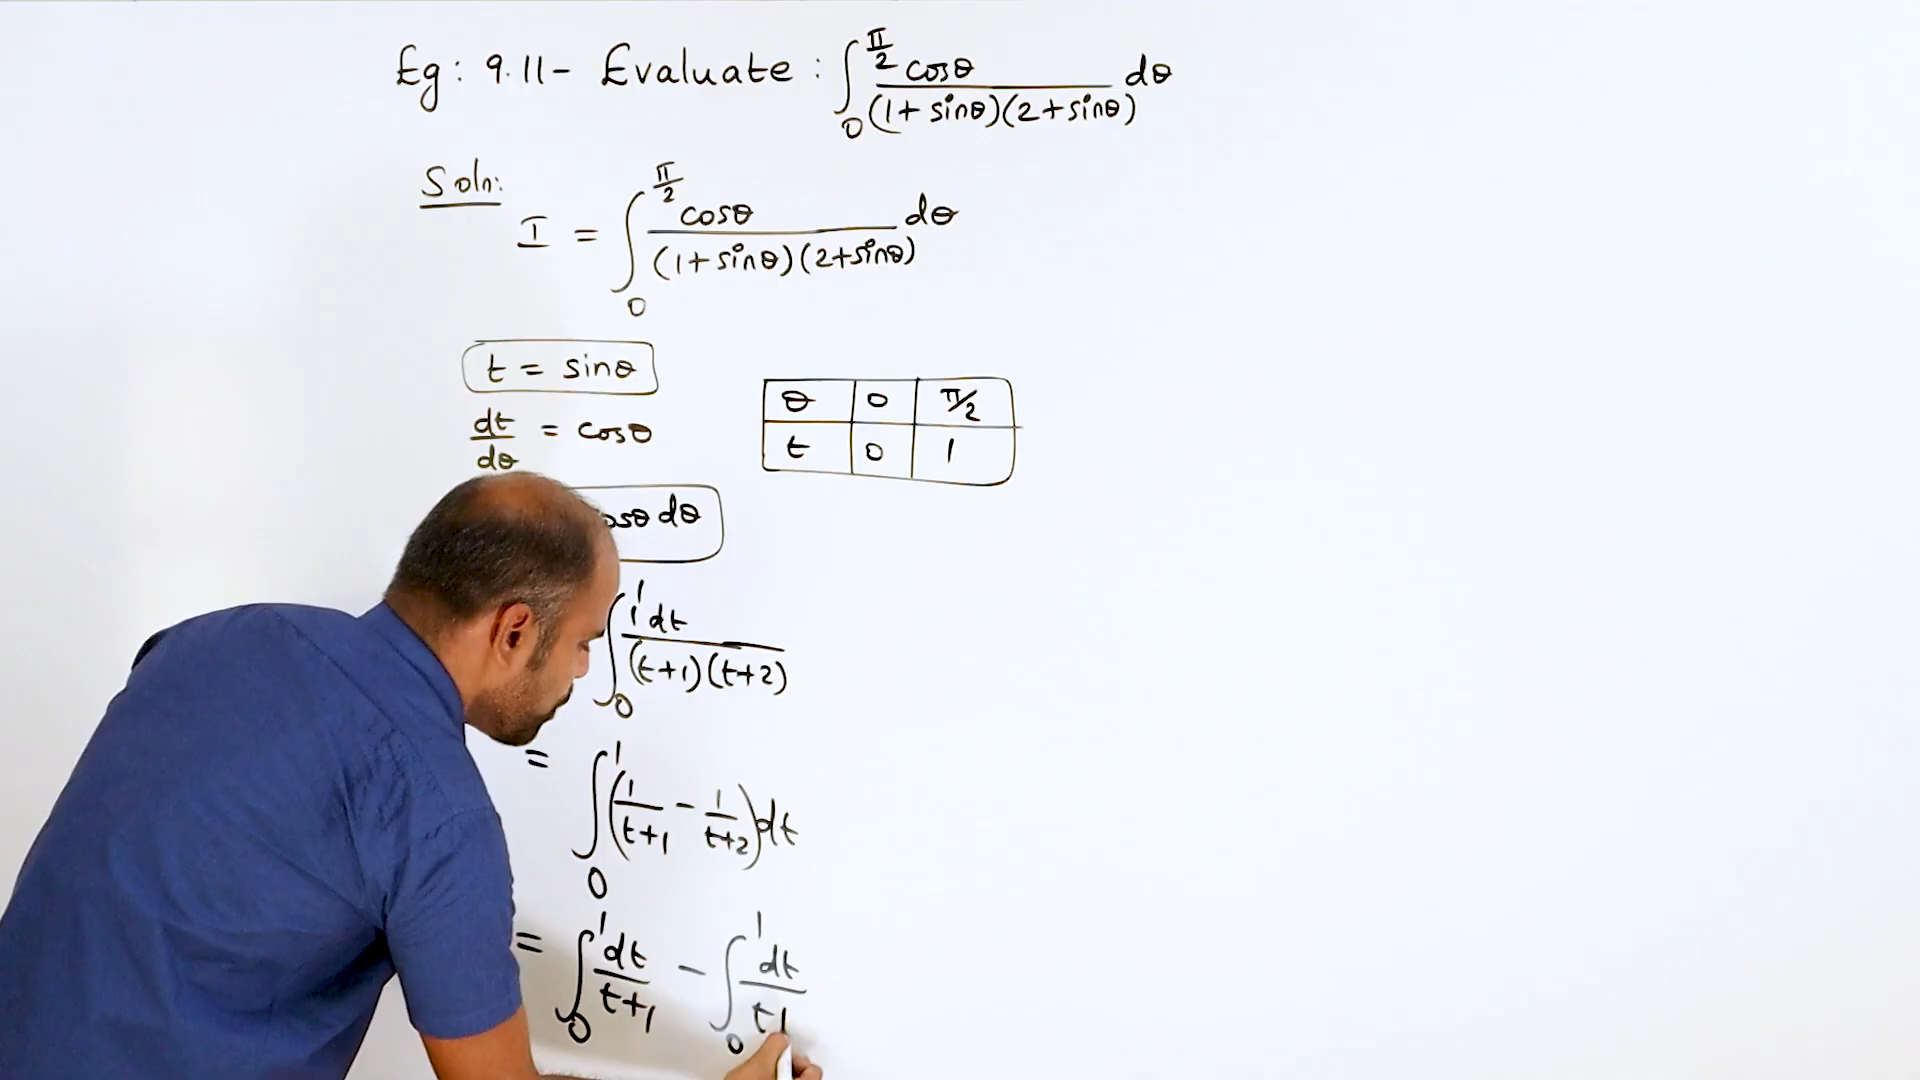 Eg: 9.11- Evaluate : ∫₀^(π/2) cosθ / (1+sinθ)(2+sinθ) dθ
Soln:
I = ∫₀^(π/2) cosθ / (1+sinθ)(2+sinθ) dθ
t = sinθ
dt/dθ = cosθ
θ 0 π/2
t 0 1
dθ
∫₀¹ 1 dt / (t+1)(t+2)
= ∫₀¹ (1/(t+1) - 1/(t+2)) dt
= ∫₀¹ dt/(t+1) - ∫₀¹ dt/t